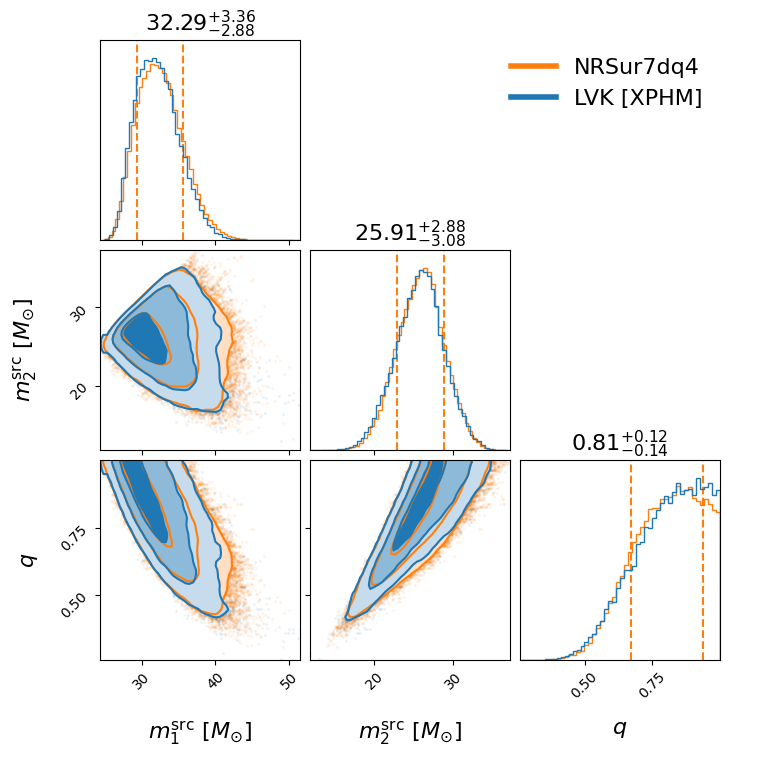 32.29+3.36−2.88
NRSur7dq4
LVK [XPHM]
25.91+2.88−3.08
m2src [M⊙]
30
20
0.81+0.12−0.14
q
0.75
0.50
30 40 50
20 30
0.50 0.75
m1src [M⊙]
m2src [M⊙]
q